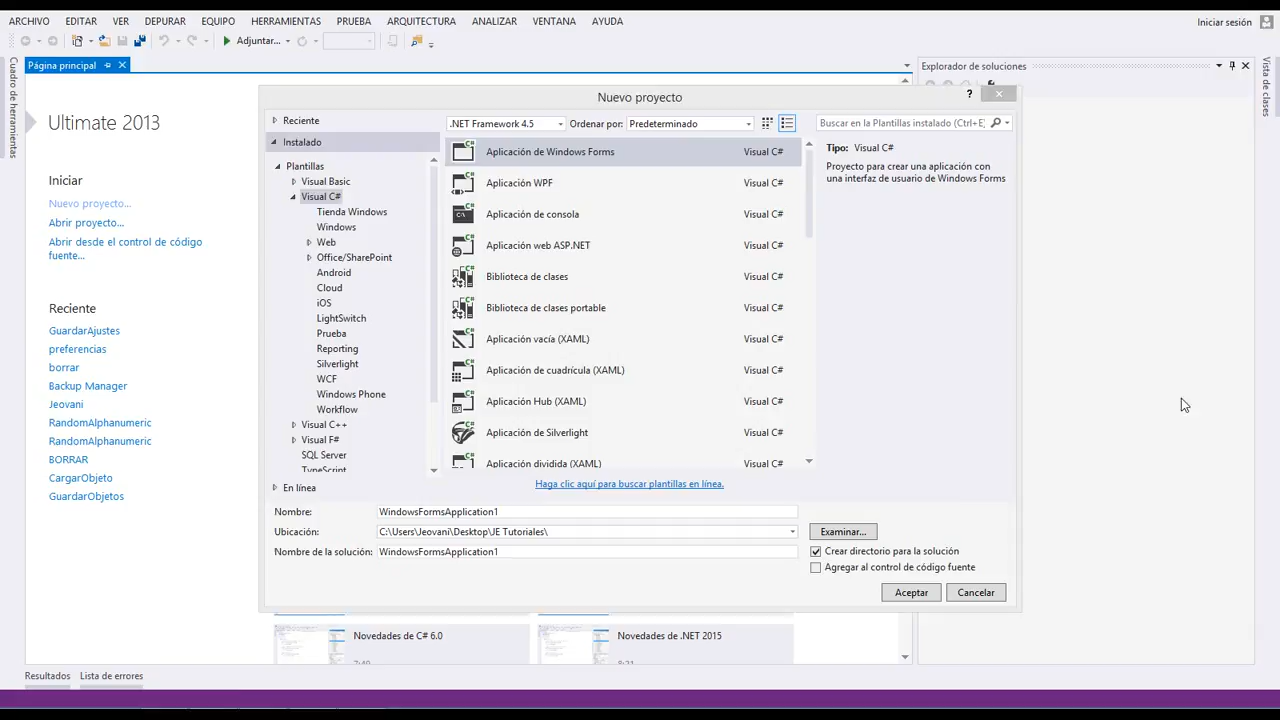 ARCHIVO EDITAR VER DEPURAR EQUIPO HERRAMIENTAS PRUEBA ARQUITECTURA ANALIZAR VENTANA AYUDA
Iniciar sesión
Adjuntar...
Cuadro de herramientas
Página principal
Explorador de soluciones
Vista de clases
Ultimate 2013
Iniciar
Nuevo proyecto...
Abrir proyecto...
Abrir desde el control de código
fuente...
Reciente
GuardarAjustes
preferencias
borrar
Backup Manager
Jeovani
RandomAlphanumeric
RandomAlphanumeric
BORRAR
CargarObjeto
GuardarObjetos
Nuevo proyecto
?
Reciente
Instalado
Plantillas
Visual Basic
Visual C#
Tienda Windows
Windows
Web
Office/SharePoint
Android
Cloud
iOS
LightSwitch
Prueba
Reporting
Silverlight
WCF
Windows Phone
Workflow
Visual C++
Visual F#
SQL Server
TypeScript
En línea
.NET Framework 4.5
Ordenar por: Predeterminado
Buscar en la Plantillas instalado (Ctrl+E)
Aplicación de Windows Forms Visual C#
Aplicación WPF Visual C#
Aplicación de consola Visual C#
Aplicación web ASP.NET Visual C#
Biblioteca de clases Visual C#
Biblioteca de clases portable Visual C#
Aplicación vacía (XAML) Visual C#
Aplicación de cuadrícula (XAML) Visual C#
Aplicación Hub (XAML) Visual C#
Aplicación de Silverlight Visual C#
Aplicación dividida (XAML) Visual C#
Haga clic aquí para buscar plantillas en línea.
Tipo: Visual C#
Proyecto para crear una aplicación con
una interfaz de usuario de Windows Forms
Nombre: WindowsFormsApplication1
Ubicación: C:\Users\Jeovani\Desktop\JE Tutoriales\
Examinar...
Nombre de la solución: WindowsFormsApplication1
Crear directorio para la solución
Agregar al control de código fuente
Aceptar Cancelar
Novedades de C# 6.0
Novedades de .NET 2015
Resultados Lista de errores